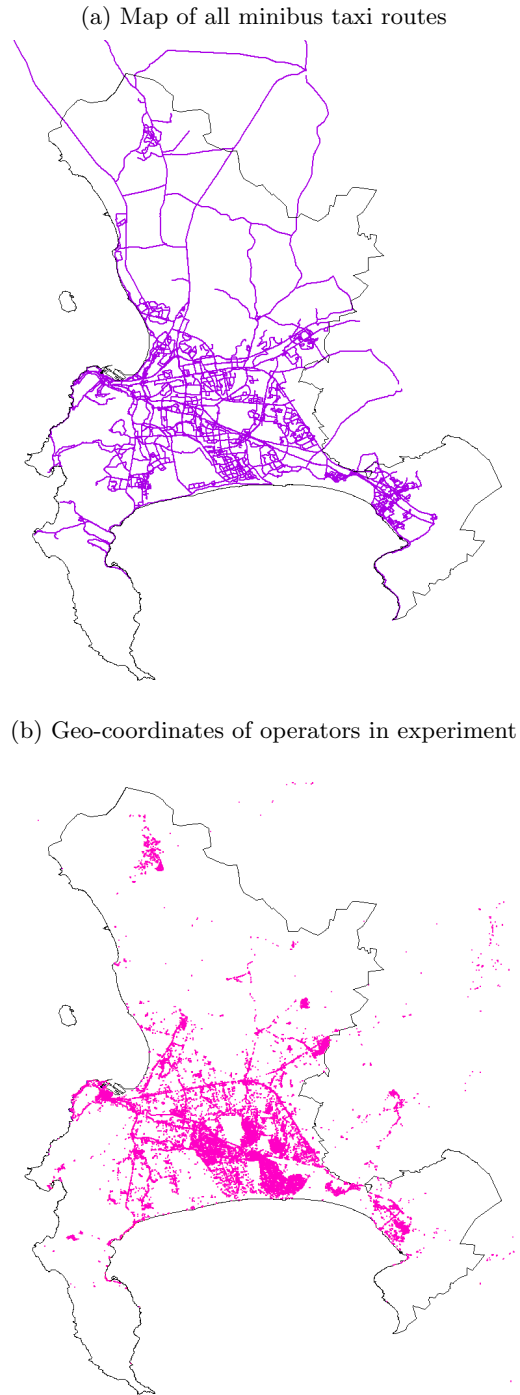 (a) Map of all minibus taxi routes
(b) Geo-coordinates of operators in experiment